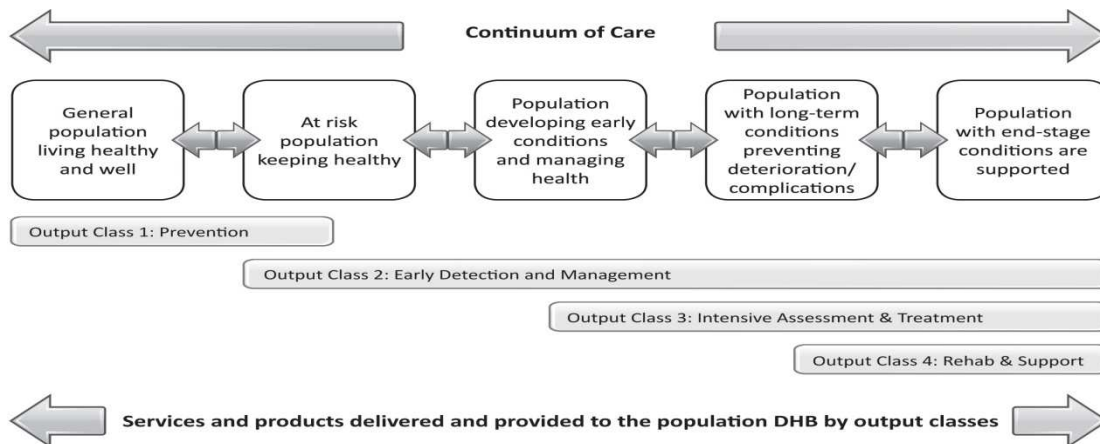 Continuum of Care
General
population
living healthy
and well
At risk
population
keeping healthy
Population
developing early
conditions
and managing
health
Population
with long-term
conditions
preventing
deterioration/
complications
Population
with end-stage
conditions are
supported
Output Class 1: Prevention
Output Class 2: Early Detection and Management
Output Class 3: Intensive Assessment & Treatment
Output Class 4: Rehab & Support
Services and products delivered and provided to the population DHB by output classes